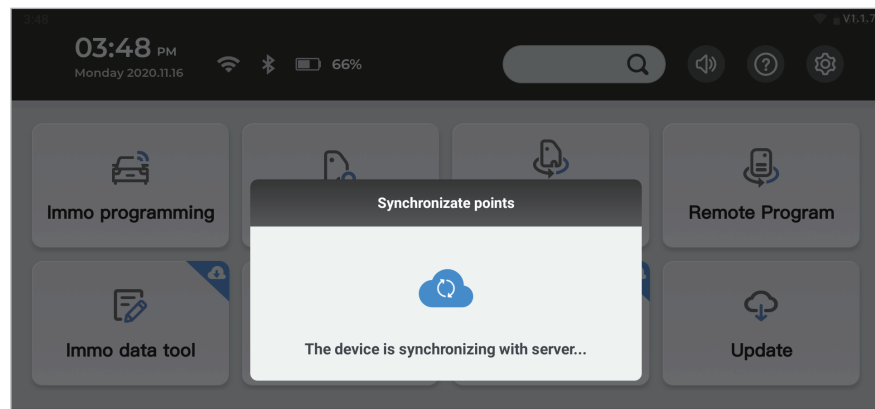 3:48
V1.1.7
03:48 PM
Monday 2020.11.16
66%
Synchronizate points
Immo programming
Remote Program
The device is synchronizing with server...
Immo data tool
Update